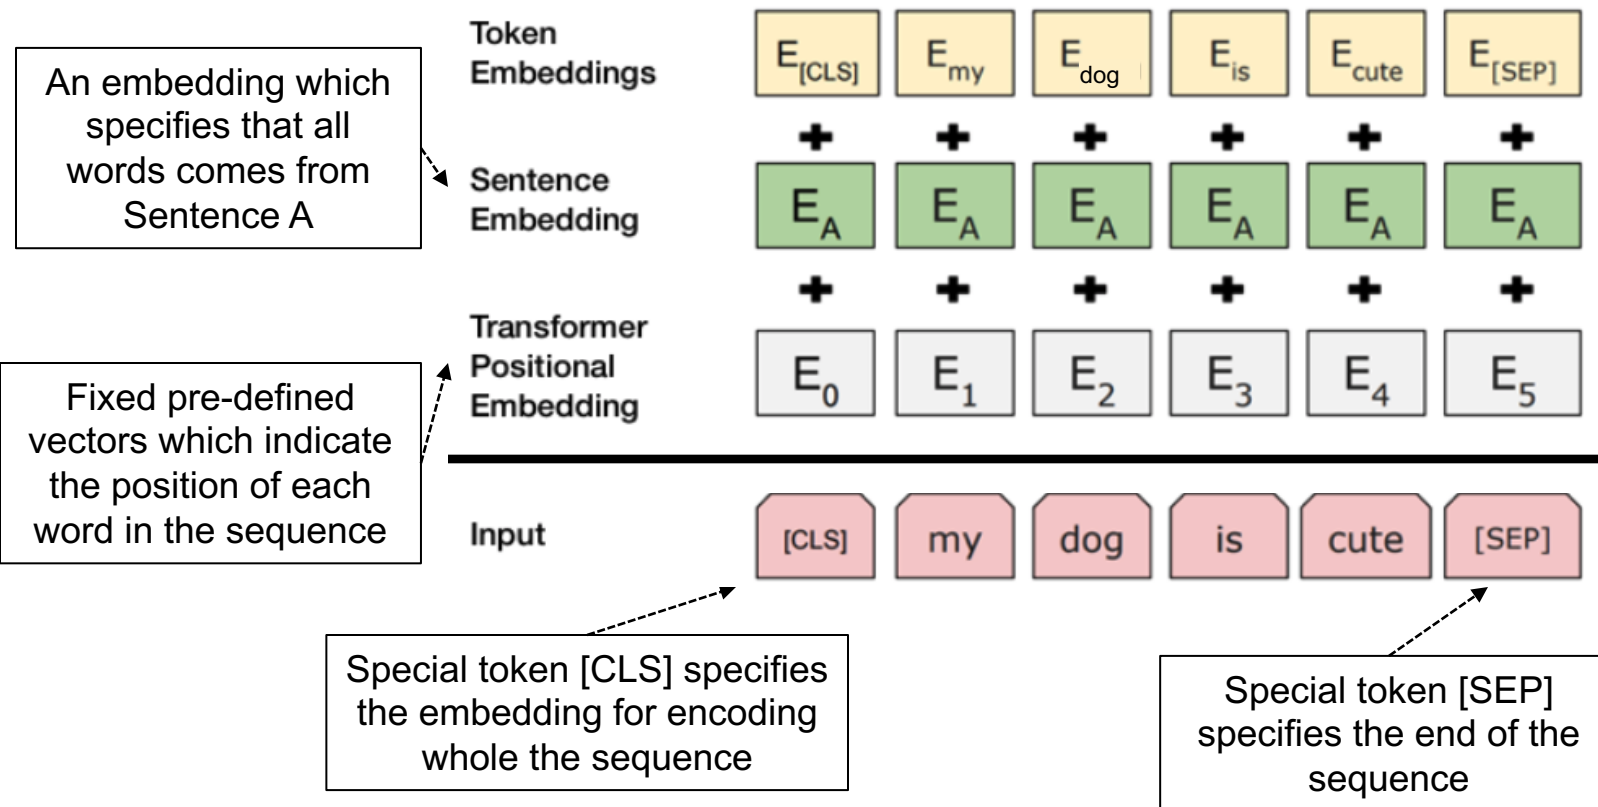 Token
Embeddings
E[CLS] Emy Edog Eis Ecute E[SEP]
An embedding which
specifies that all
words comes from
Sentence A
+ + + + + +
Sentence
Embedding
EA EA EA EA EA EA
+ + + + + +
Transformer
Positional
Embedding
E0 E1 E2 E3 E4 E5
Fixed pre-defined
vectors which indicate
the position of each
word in the sequence
Input
[CLS] my dog is cute [SEP]
Special token [CLS] specifies
the embedding for encoding
whole the sequence
Special token [SEP]
specifies the end of the
sequence